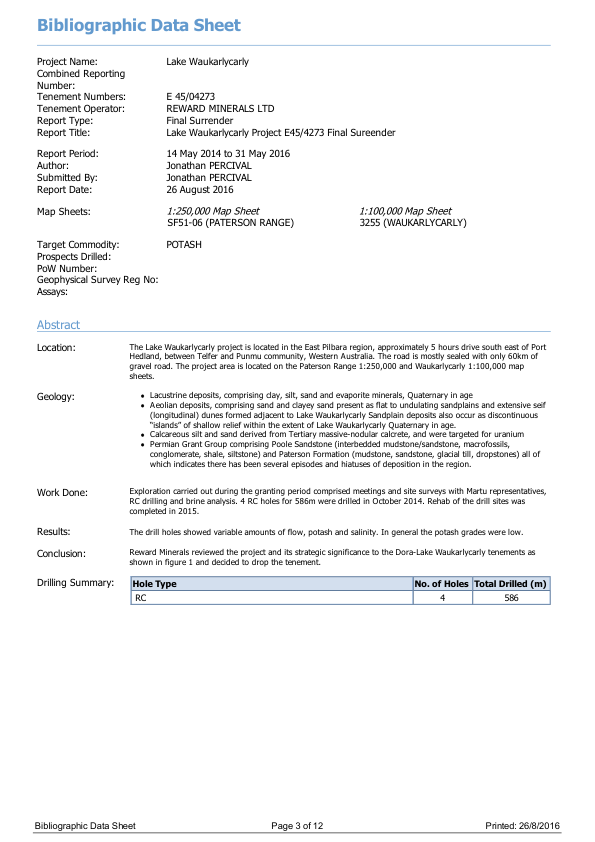 Bibliographic Data Sheet
Project Name: Lake Waukarlycarly
Combined Reporting
Number:
Tenement Numbers: E 45/04273
Tenement Operator: REWARD MINERALS LTD
Report Type: Final Surrender
Report Title: Lake Waukarlycarly Project E45/4273 Final Sureender
Report Period: 14 May 2014 to 31 May 2016
Author: Jonathan PERCIVAL
Submitted By: Jonathan PERCIVAL
Report Date: 26 August 2016
Map Sheets: 1:250,000 Map Sheet 1:100,000 Map Sheet
SF51-06 (PATERSON RANGE) 3255 (WAUKARLYCARLY)
Target Commodity: POTASH
Prospects Drilled:
PoW Number:
Geophysical Survey Reg No:
Assays:
Abstract
Location: The Lake Waukarlycarly project is located in the East Pilbara region, approximately 5 hours drive south east of Port
Hedland, between Telfer and Punmu community, Western Australia. The road is mostly sealed with only 60km of
gravel road. The project area is located on the Paterson Range 1:250,000 and Waukarlycarly 1:100,000 map
sheets.
Geology: • Lacustrine deposits, comprising clay, silt, sand and evaporite minerals, Quaternary in age
• Aeolian deposits, comprising sand and clayey sand present as flat to undulating sandplains and extensive seif
(longitudinal) dunes formed adjacent to Lake Waukarlycarly Sandplain deposits also occur as discontinuous
"islands" of shallow relief within the extent of Lake Waukarlycarly Quaternary in age.
• Calcareous silt and sand derived from Tertiary massive-nodular calcrete, and were targeted for uranium
• Permian Grant Group comprising Poole Sandstone (interbedded mudstone/sandstone, macrofossils,
conglomerate, shale, siltstone) and Paterson Formation (mudstone, sandstone, glacial till, dropstones) all of
which indicates there has been several episodes and hiatuses of deposition in the region.
Work Done: Exploration carried out during the granting period comprised meetings and site surveys with Martu representatives,
RC drilling and brine analysis. 4 RC holes for 586m were drilled in October 2014. Rehab of the drill sites was
completed in 2015.
Results: The drill holes showed variable amounts of flow, potash and salinity. In general the potash grades were low.
Conclusion: Reward Minerals reviewed the project and its strategic significance to the Dora-Lake Waukarlycarly tenements as
shown in figure 1 and decided to drop the tenement.
Drilling Summary: Hole Type No. of Holes Total Drilled (m)
RC 4 586
Bibliographic Data Sheet Page 3 of 12 Printed: 26/8/2016